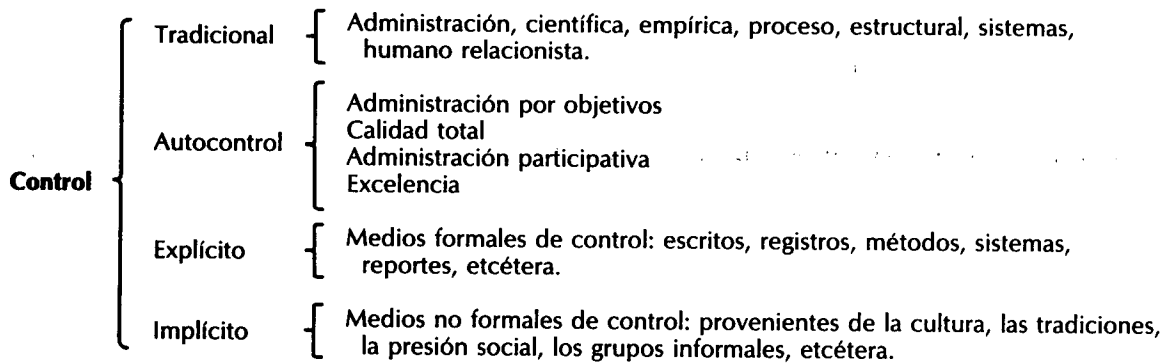 Tradicional
Administración, científica, empírica, proceso, estructural, sistemas,
humano relacionista.
Autocontrol
Administración por objetivos
Calidad total
Administración participativa
Excelencia
Control
Explícito
Medios formales de control: escritos, registros, métodos, sistemas,
reportes, etcétera.
Implícito
Medios no formales de control: provenientes de la cultura, las tradiciones,
la presión social, los grupos informales, etcétera.